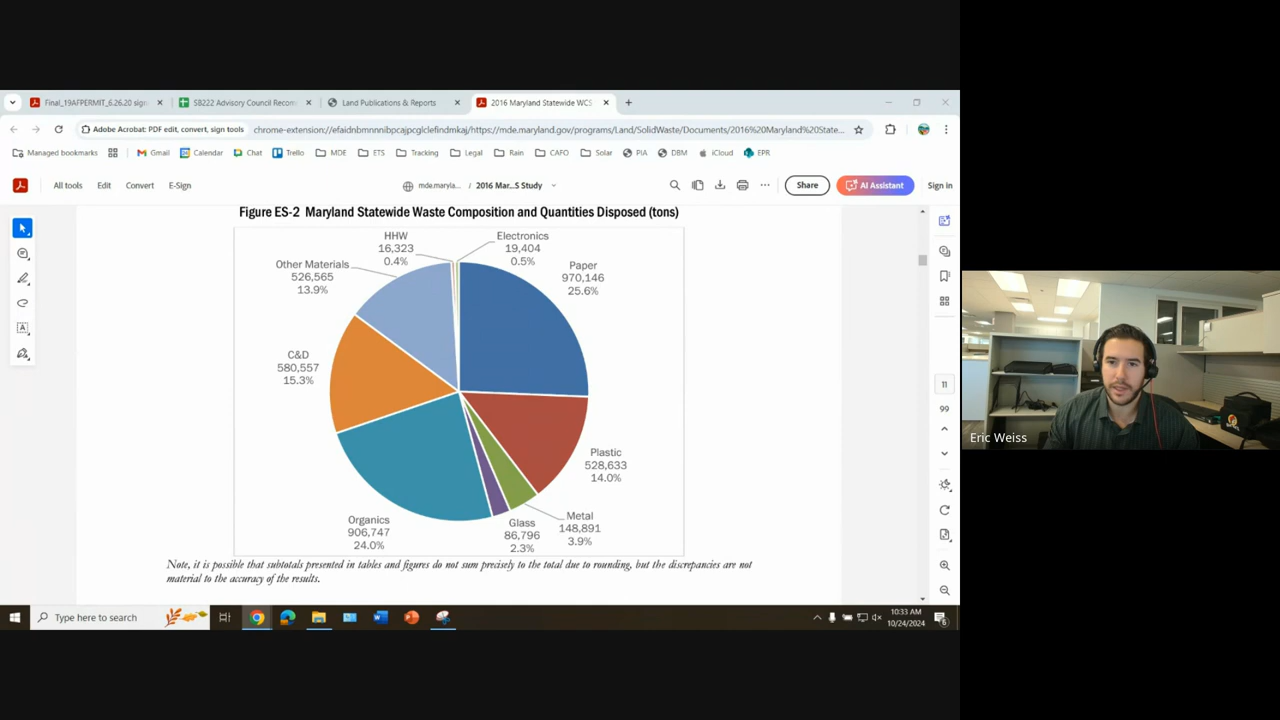 Final_19AFPERMIT_6.26.20 sig
SB222 Advisory Council Recom
Land Publications & Reports
2016 Maryland Statewide WCS
Adobe Acrobat: PDF edit, convert, sign tools
chrome-extension://efaidnbmnnnibpcajpcglclefindmkaj/https://mde.maryland.gov/programs/Land/SolidWaste/Documents/2016%20Maryland%20State...
Managed bookmarks
Gmail
Calendar
Chat
Trello
MDE
ETS
Tracking
Legal
Rain
CAFO
Solar
PIA
DBM
iCloud
EPR
All tools
Edit
Convert
E-Sign
mde.maryla...
/
2016 Mar...S Study
Share
AI Assistant
Sign in
Figure ES-2 Maryland Statewide Waste Composition and Quantities Disposed (tons)
HHW
16,323
0.4%
Electronics
19,404
0.5%
Other Materials
526,565
13.9%
Paper
970,146
25.6%
C&D
580,557
15.3%
Plastic
528,633
14.0%
Organics
906,747
24.0%
Glass
86,796
2.3%
Metal
148,891
3.9%
Note, it is possible that subtotals presented in tables and figures do not sum precisely to the total due to rounding, but the discrepancies are not
material to the accuracy of the results.
11
99
Eric Weiss
Type here to search
10:33 AM
10/24/2024
6